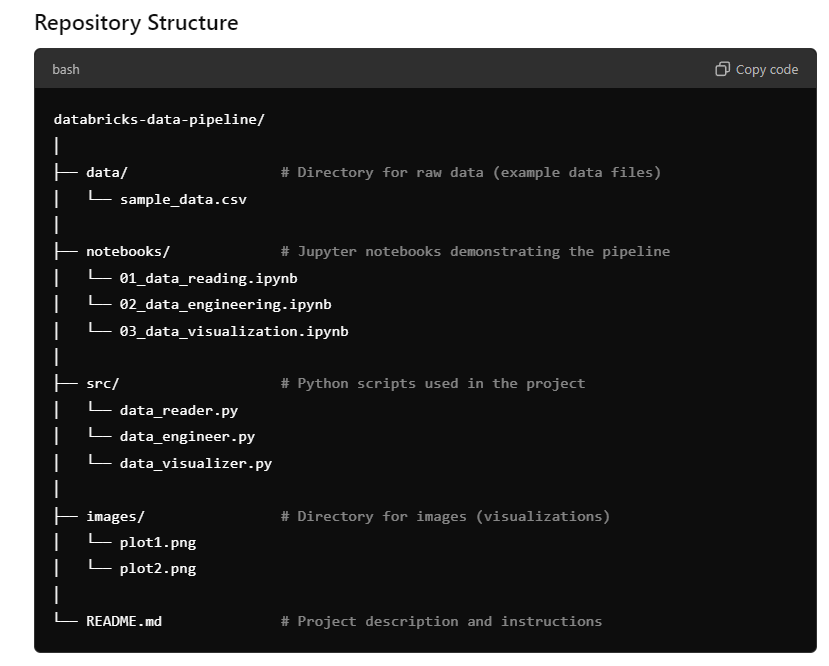 Repository Structure
bash Copy code
databricks-data-pipeline/
│
├── data/ # Directory for raw data (example data files)
│ └── sample_data.csv
│
├── notebooks/ # Jupyter notebooks demonstrating the pipeline
│ └── 01_data_reading.ipynb
│ └── 02_data_engineering.ipynb
│ └── 03_data_visualization.ipynb
│
├── src/ # Python scripts used in the project
│ └── data_reader.py
│ └── data_engineer.py
│ └── data_visualizer.py
│
├── images/ # Directory for images (visualizations)
│ └── plot1.png
│ └── plot2.png
│
└── README.md # Project description and instructions